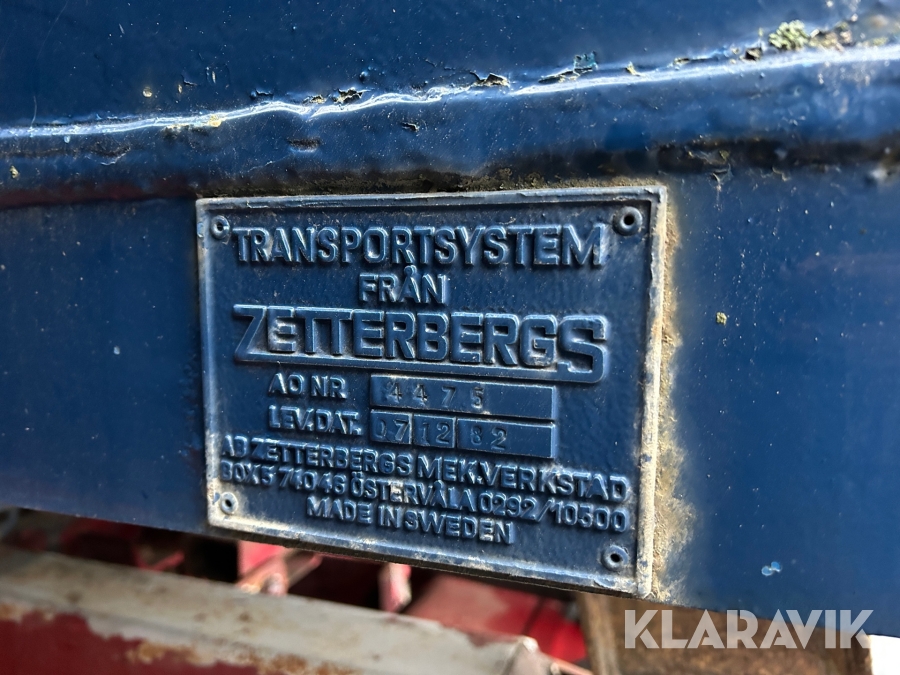 TRANSPORTSYSTEM
FRÅN
ZETTERBERGS
AO NR. 4475
LEV.DAT. 07 12 82
AB ZETTERBERGS MEK.VERKSTAD
BOX 5 740 46 ÖSTERVÅLA 0292/10500
MADE IN SWEDEN
KLARAVIK